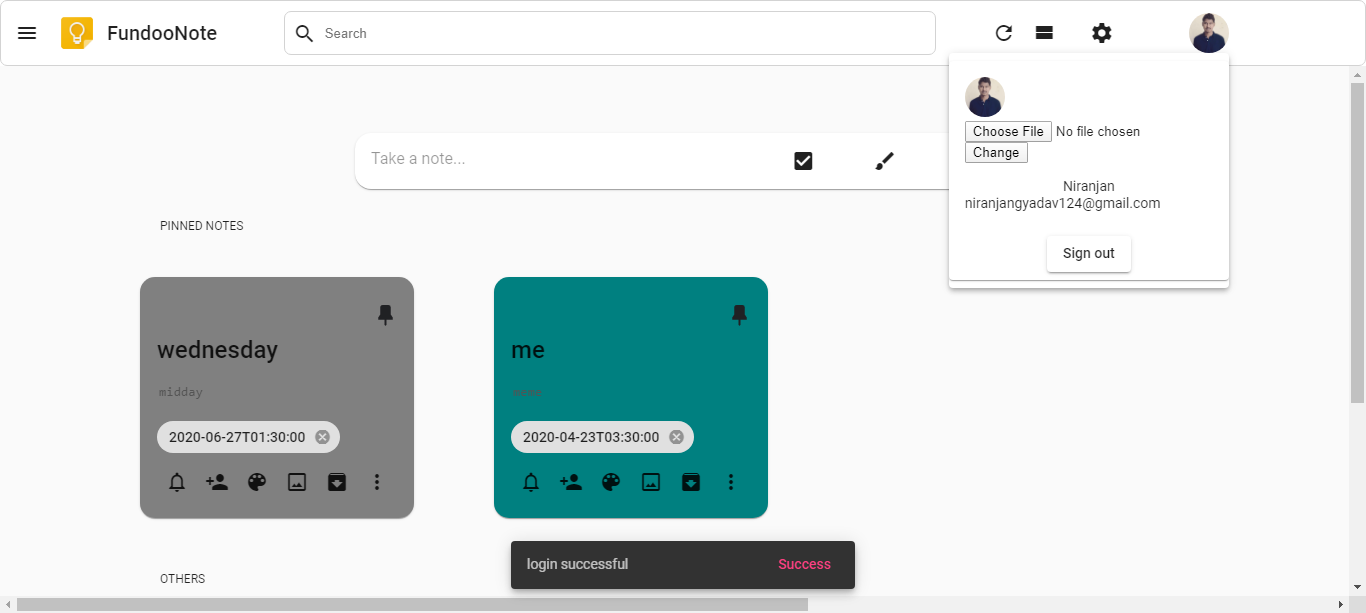 FundooNote
Search
Choose File No file chosen
Change
Take a note...
Niranjan
niranjangyadav124@gmail.com
PINNED NOTES
Sign out
wednesday
me
midday
meme
2020-06-27T01:30:00
2020-04-23T03:30:00
login successful Success
OTHERS